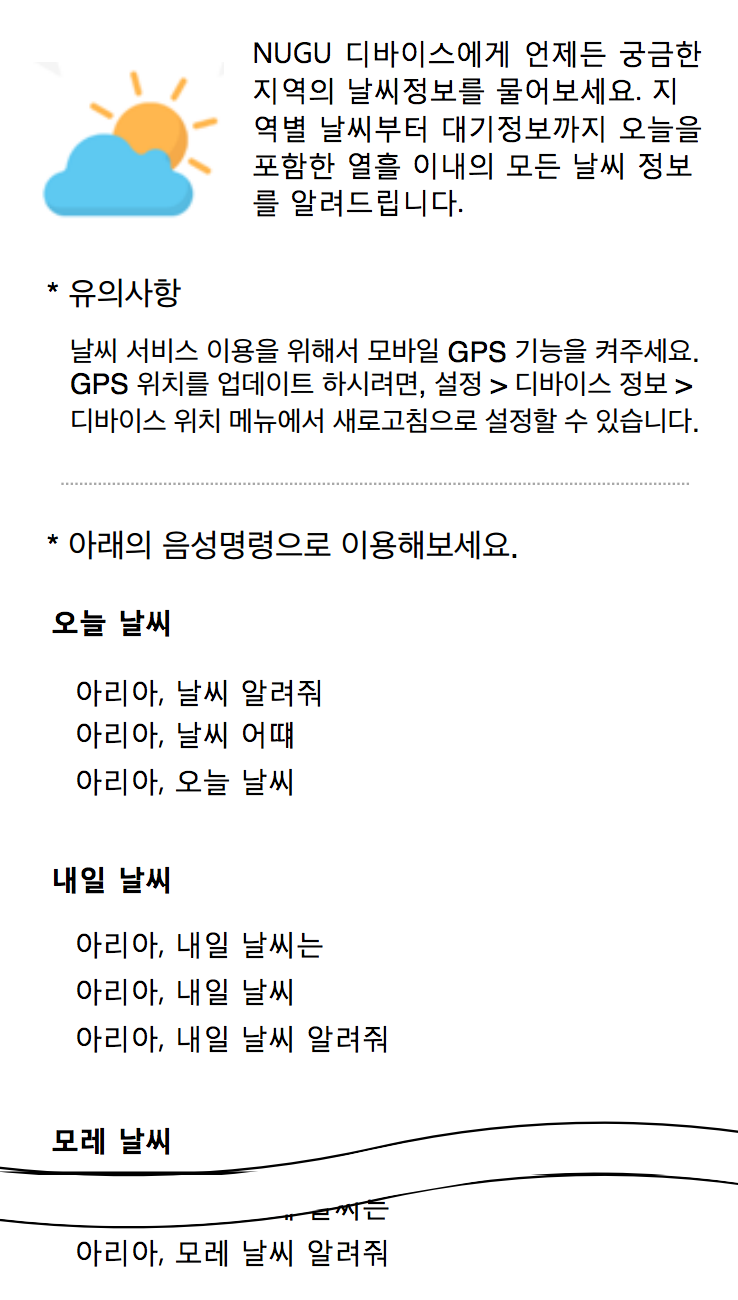 NUGU 디바이스에게 언제든 궁금한
지역의 날씨정보를 물어보세요. 지
역별 날씨부터 대기정보까지 오늘을
포함한 열흘 이내의 모든 날씨 정보
를 알려드립니다.
* 유의사항
날씨 서비스 이용을 위해서 모바일 GPS 기능을 켜주세요.
GPS 위치를 업데이트 하시려면, 설정 > 디바이스 정보 >
디바이스 위치 메뉴에서 새로고침으로 설정할 수 있습니다.
* 아래의 음성명령으로 이용해보세요.
오늘 날씨
아리아, 날씨 알려줘
아리아, 날씨 어떄
아리아, 오늘 날씨
내일 날씨
아리아, 내일 날씨는
아리아, 내일 날씨
아리아, 내일 날씨 알려줘
모레 날씨
날씨는
아리아, 모레 날씨 알려줘